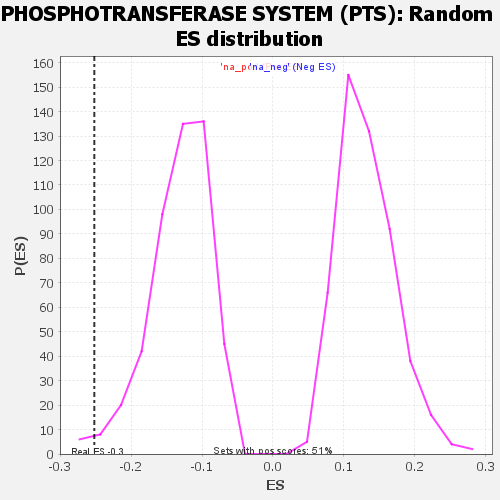 PHOSPHOTRANSFERASE SYSTEM (PTS): Random
ES distribution
'na_p 'na_neg' (Neg ES)
160
150
140
130
120
110
100
90
80
70
60
50
40
30
20
10
0
P(ES)
Real ES -0.3
Sets with pos scores: 51%
-0.3 -0.2 -0.1 0.0 0.1 0.2 0.3
ES